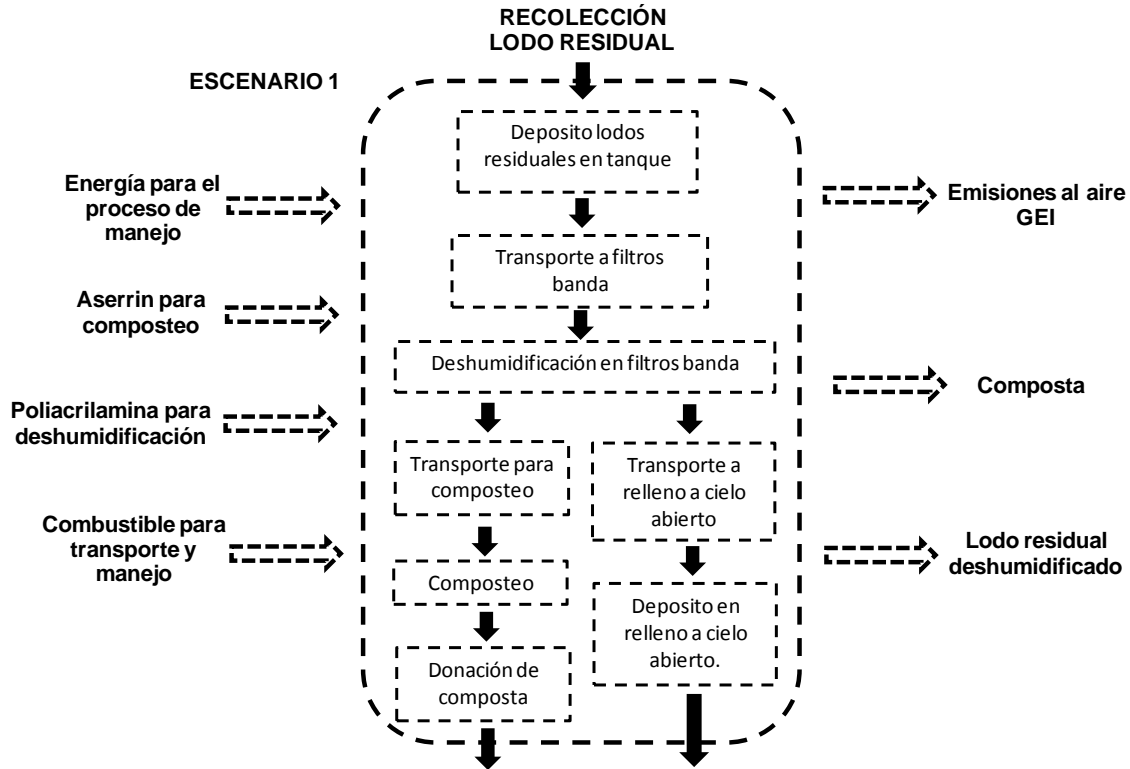 RECOLECCIÓN
LODO RESIDUAL
ESCENARIO 1
Deposito lodos
residuales en tanque
Energía para el
proceso de
manejo
Emisiones al aire
GEI
Transporte a filtros
banda
Aserrin para
composteo
Deshumidificación en filtros banda
Composta
Poliacrilamina para
deshumidificación
Transporte para
composteo
Transporte a
relleno a cielo
abierto
Combustible para
transporte y
manejo
Lodo residual
deshumidificado
Composteo
Deposito en
relleno a cielo
abierto.
Donación de
composta